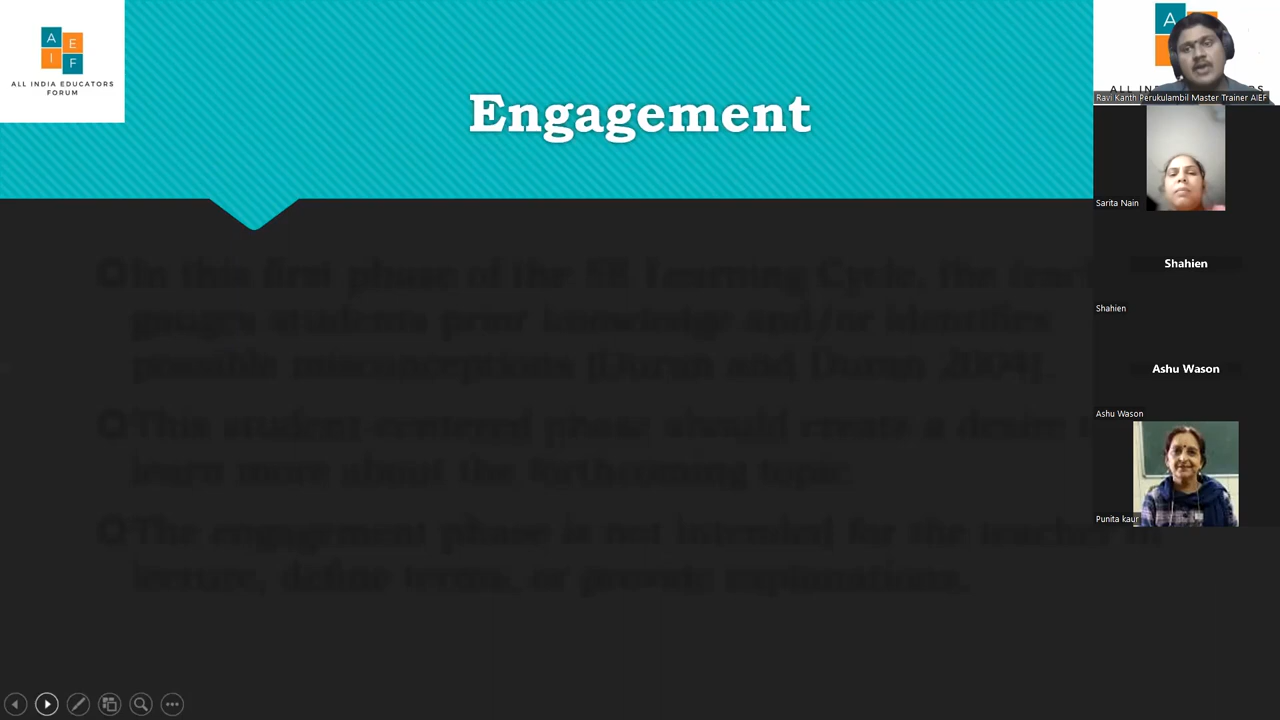 A
E
I
F
ALL INDIA EDUCATORS
FORUM
Engagement
In this first phase of the 5E Learning Cycle, the
gauges students prior knowledge and/or identifies
possible misconceptions (Duran and Duran 2004).
This student-centered phase should create a desire
learn more about the forthcoming topic
The engagement phase is not intended for the teacher to
lecture, define terms, or provide explanations.
A
Ravi Kanth Perukulambil Master Trainer AIEF
Sarita Nain
Shahien
Shahien
Ashu Wason
Ashu Wason
Punita kaur